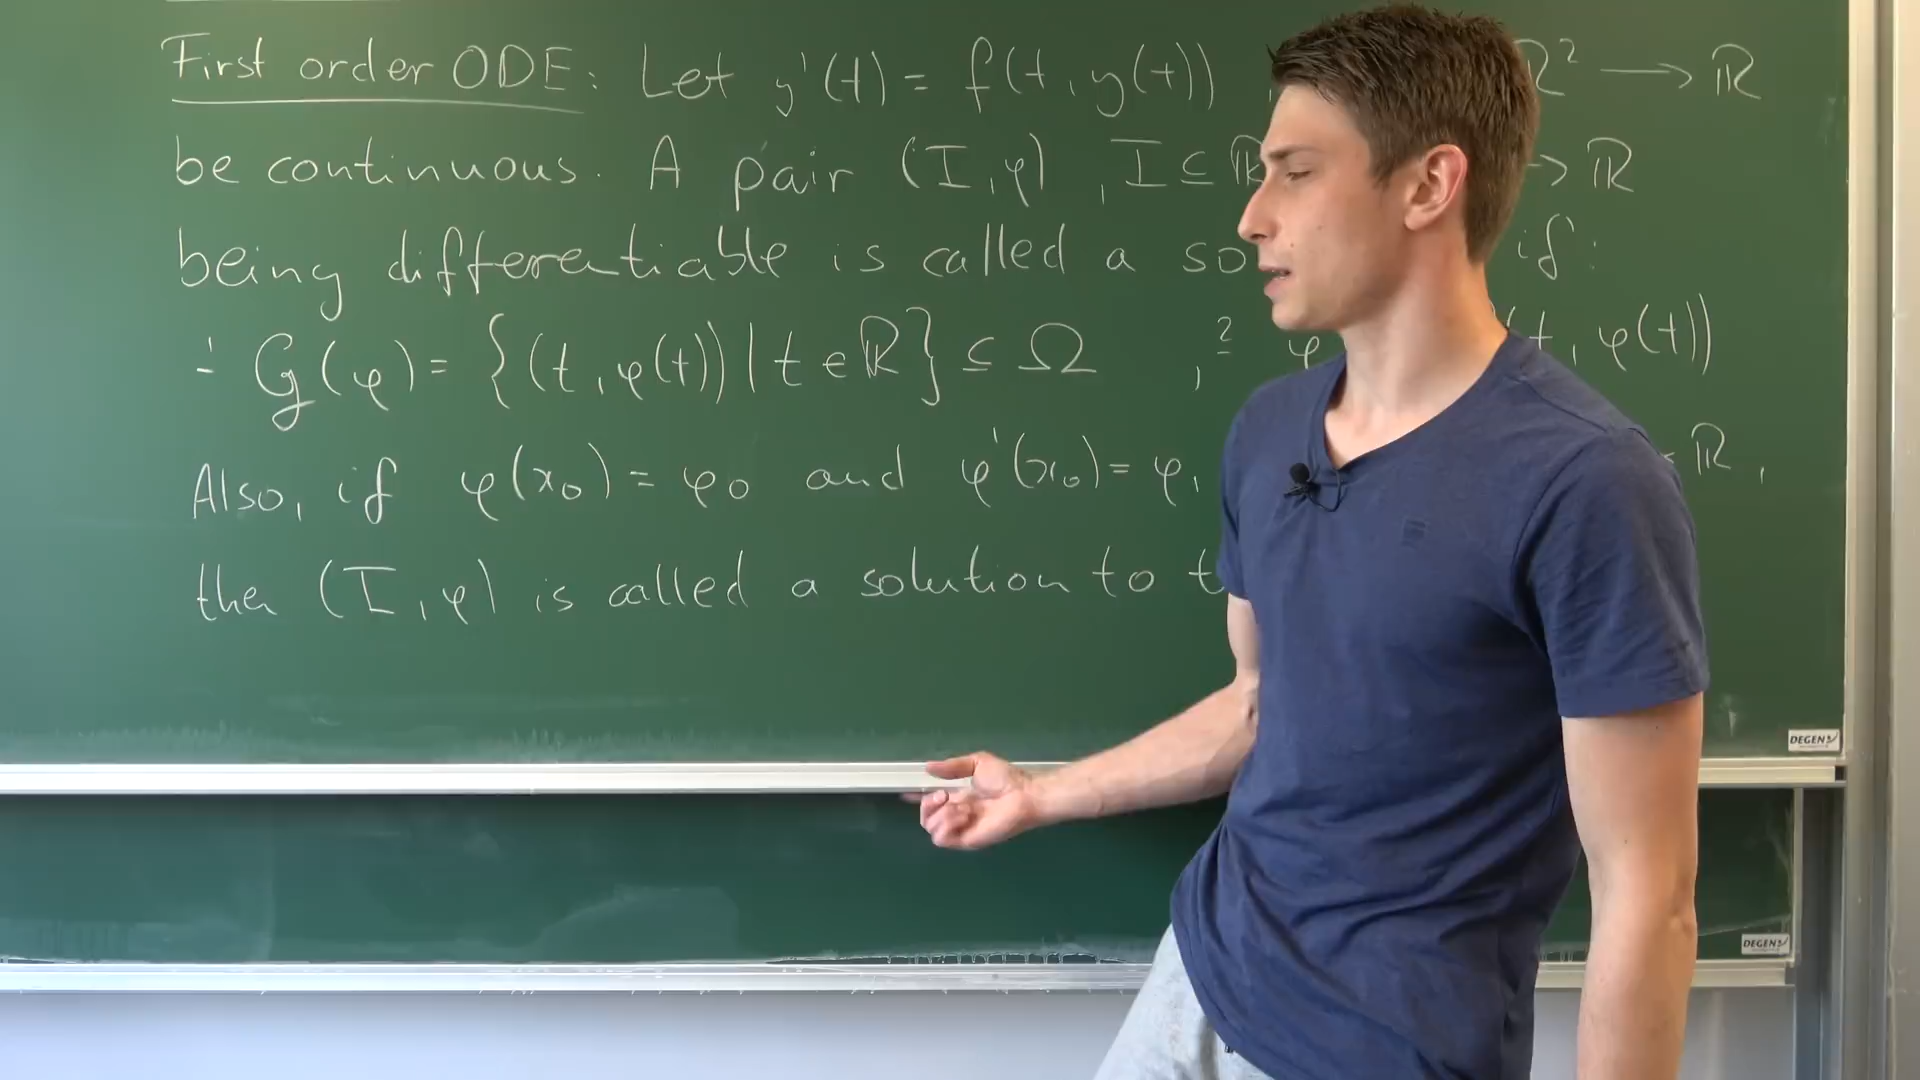 First order ODE: Let y'(t) = f(t, y(t)) ℝ² ⟶ ℝ
be continuous. A pair (I, φ) , I ⊆ ℝ → ℝ
being differentiable is called a so if:
1 G(φ) = {(t, φ(t)) | t ∈ ℝ} ⊆ Ω , 2 φ t, φ(t))
Also, if φ(x₀) = φ₀ and φ'(x₀) = φ₁ ℝ ,
then (I, φ) is called a solution to t
DEGEN
DEGEN